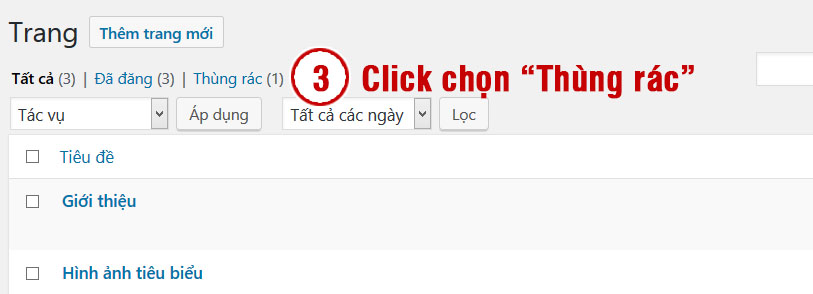 Trang Thêm trang mới
Tất cả (3) | Đã đăng (3) | Thùng rác (1) 3 Click chọn “Thùng rác”
Tác vụ Áp dụng Tất cả các ngày Lọc
Tiêu đề
Giới thiệu
Hình ảnh tiêu biểu